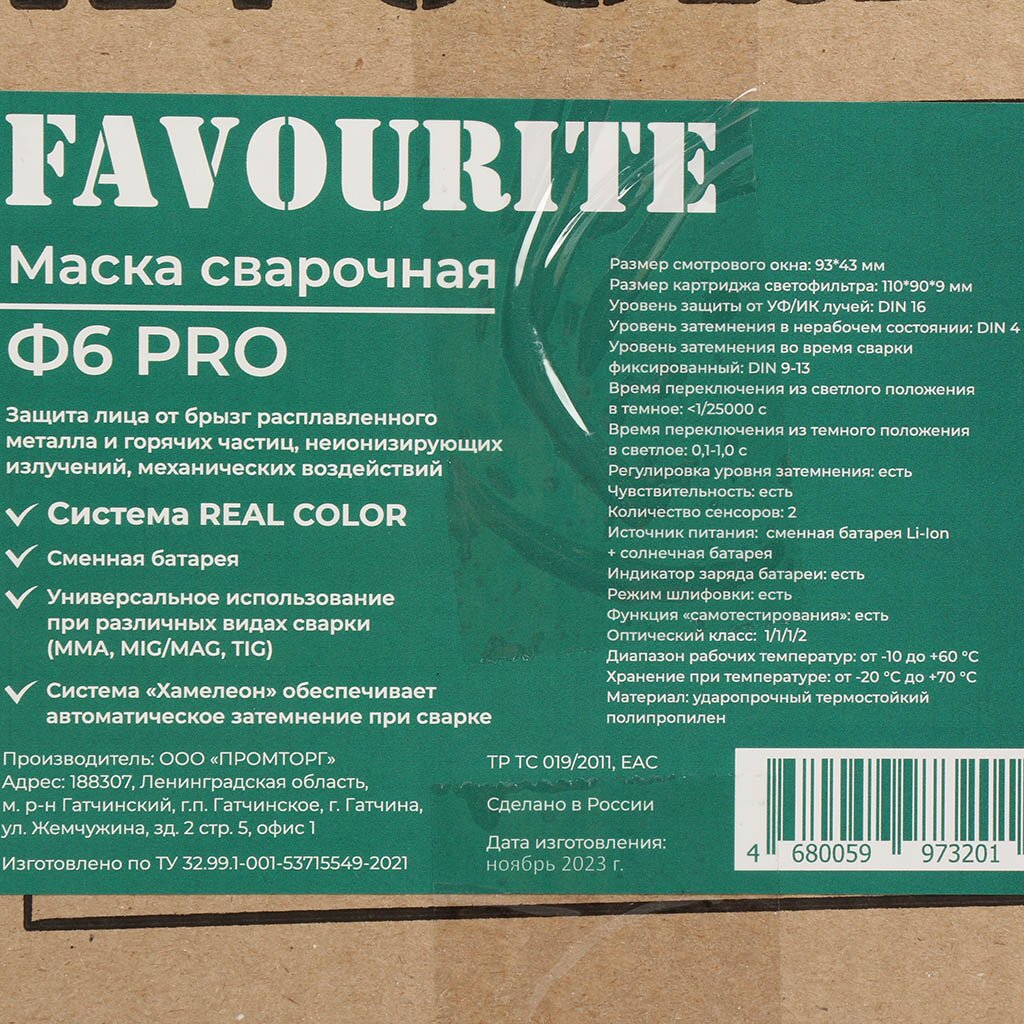 FAVOURITE
Маска сварочная
Ф6 PRO
Защита лица от брызг расплавленного
металла и горячих частиц, неионизирующих
излучений, механических воздействий
Система REAL COLOR
Сменная батарея
Универсальное использование
при различных видах сварки
(MMA, MIG/MAG, TIG)
Система «Хамелеон» обеспечивает
автоматическое затемнение при сварке
Размер смотрового окна: 93*43 мм
Размер картриджа светофильтра: 110*90*9 мм
Уровень защиты от УФ/ИК лучей: DIN 16
Уровень затемнения в нерабочем состоянии: DIN 4
Уровень затемнения во время сварки
фиксированный: DIN 9-13
Время переключения из светлого положения
в темное: <1/25000 с
Время переключения из темного положения
в светлое: 0,1-1,0 с
Регулировка уровня затемнения: есть
Чувствительность: есть
Количество сенсоров: 2
Источник питания: сменная батарея Li-Ion
+ солнечная батарея
Индикатор заряда батареи: есть
Режим шлифовки: есть
Функция «самотестирования»: есть
Оптический класс: 1/1/1/2
Диапазон рабочих температур: от -10 до +60 °C
Хранение при температуре: от -20 °C до +70 °C
Материал: ударопрочный термостойкий
полипропилен
Производитель: ООО «ПРОМТОРГ»
Адрес: 188307, Ленинградская область,
м. р-н Гатчинский, г.п. Гатчинское, г. Гатчина,
ул. Жемчужина, зд. 2 стр. 5, офис 1
Изготовлено по ТУ 32.99.1-001-53715549-2021
ТР ТС 019/2011, EAC
Сделано в России
Дата изготовления:
ноябрь 2023 г.
4 680059 973201